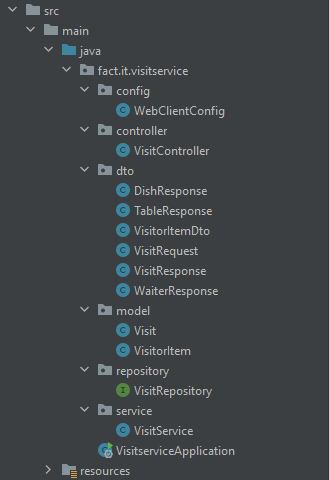 src
main
java
fact.it.visitservice
config
WebClientConfig
controller
VisitController
dto
DishResponse
TableResponse
VisitorItemDto
VisitRequest
VisitResponse
WaiterResponse
model
Visit
VisitorItem
repository
VisitRepository
service
VisitService
VisitserviceApplication
resources